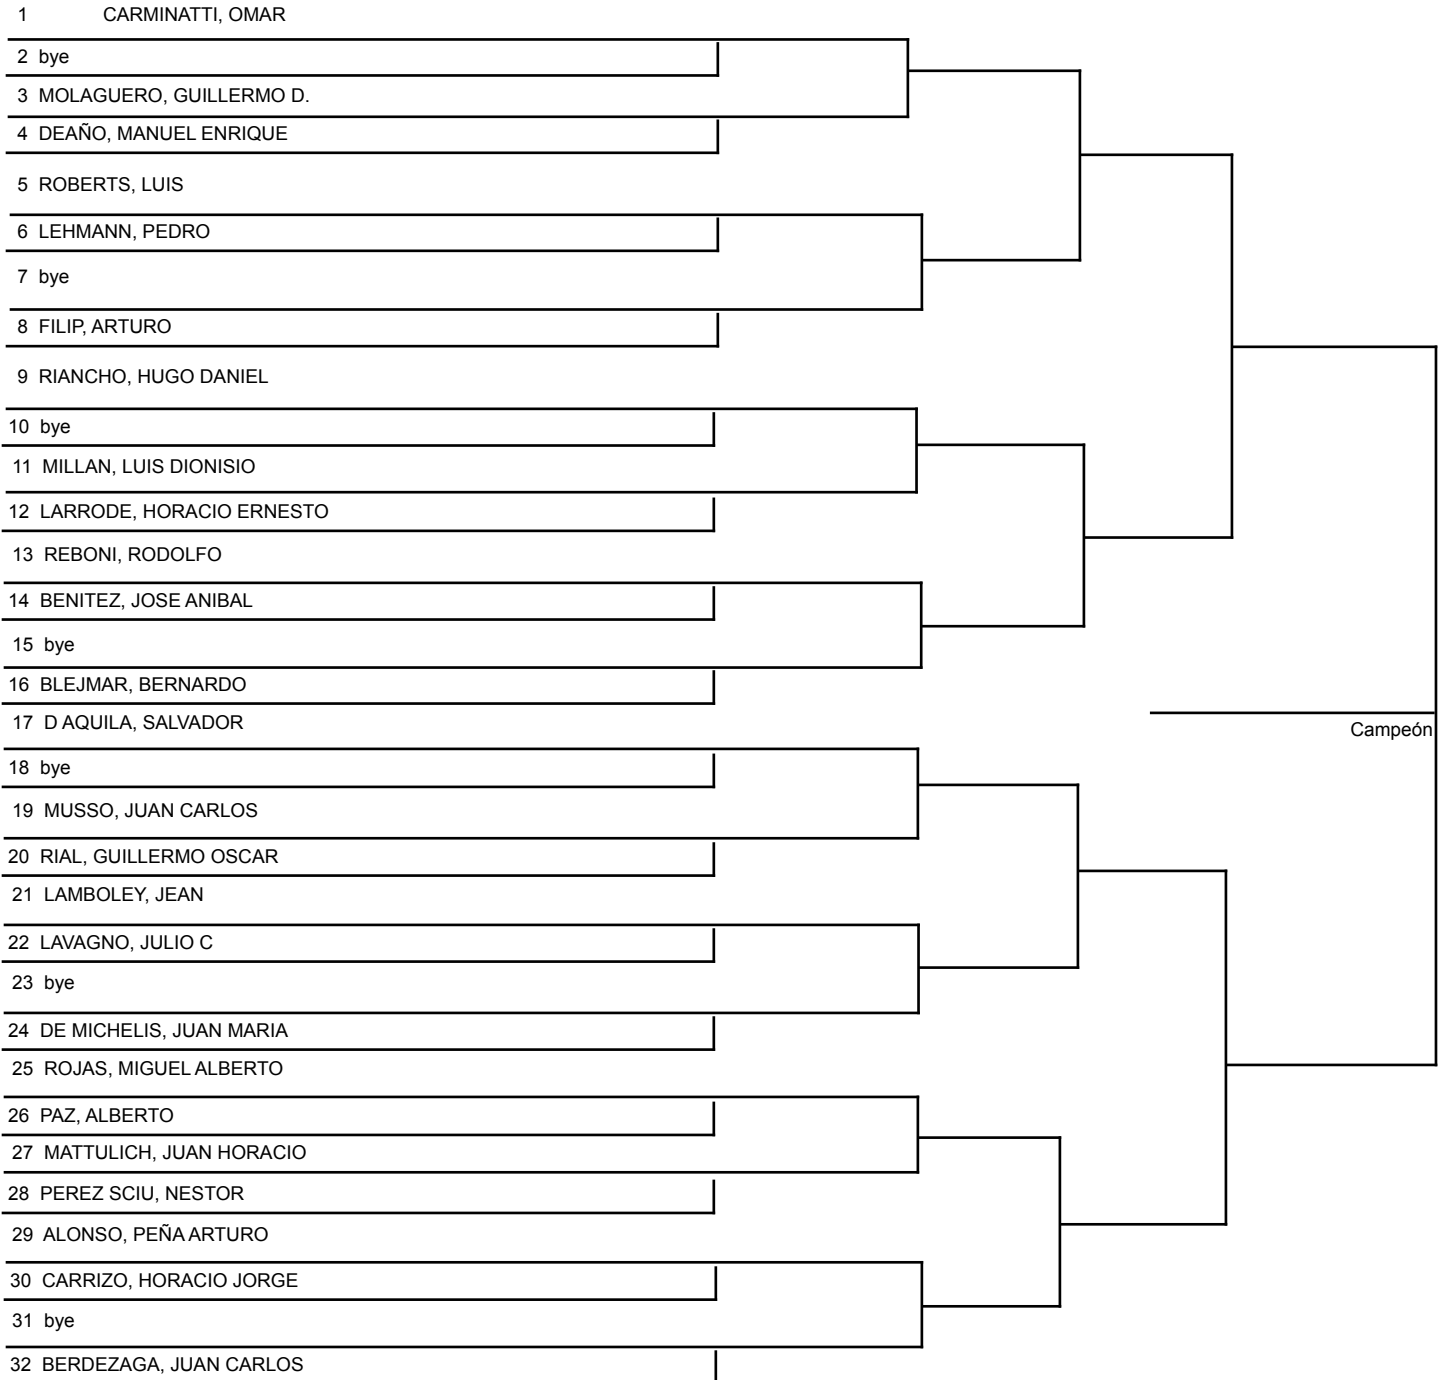 1 CARMINATTI, OMAR
2 bye
3 MOLAGUERO, GUILLERMO D.
4 DEAÑO, MANUEL ENRIQUE
5 ROBERTS, LUIS
6 LEHMANN, PEDRO
7 bye
8 FILIP, ARTURO
9 RIANCHO, HUGO DANIEL
10 bye
11 MILLAN, LUIS DIONISIO
12 LARRODE, HORACIO ERNESTO
13 REBONI, RODOLFO
14 BENITEZ, JOSE ANIBAL
15 bye
16 BLEJMAR, BERNARDO
17 D AQUILA, SALVADOR
Campeón
18 bye
19 MUSSO, JUAN CARLOS
20 RIAL, GUILLERMO OSCAR
21 LAMBOLEY, JEAN
22 LAVAGNO, JULIO C
23 bye
24 DE MICHELIS, JUAN MARIA
25 ROJAS, MIGUEL ALBERTO
26 PAZ, ALBERTO
27 MATTULICH, JUAN HORACIO
28 PEREZ SCIU, NESTOR
29 ALONSO, PEÑA ARTURO
30 CARRIZO, HORACIO JORGE
31 bye
32 BERDEZAGA, JUAN CARLOS